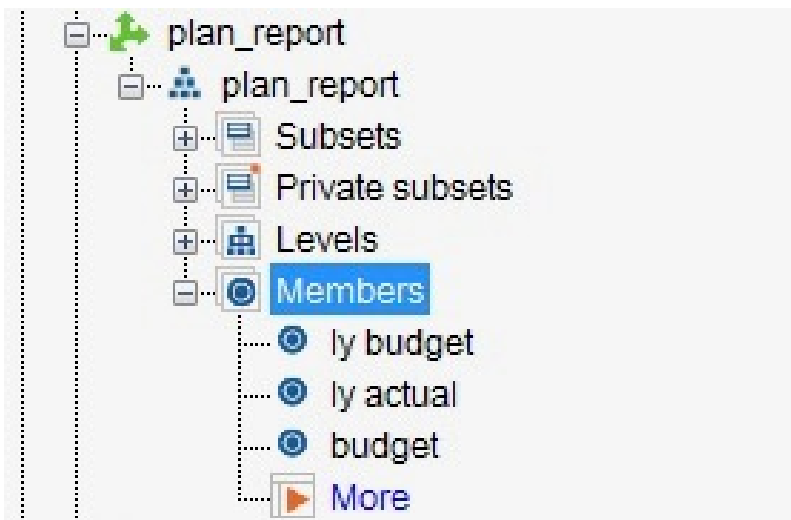 plan_report
plan_report
Subsets
Private subsets
Levels
Members
ly budget
ly actual
budget
More